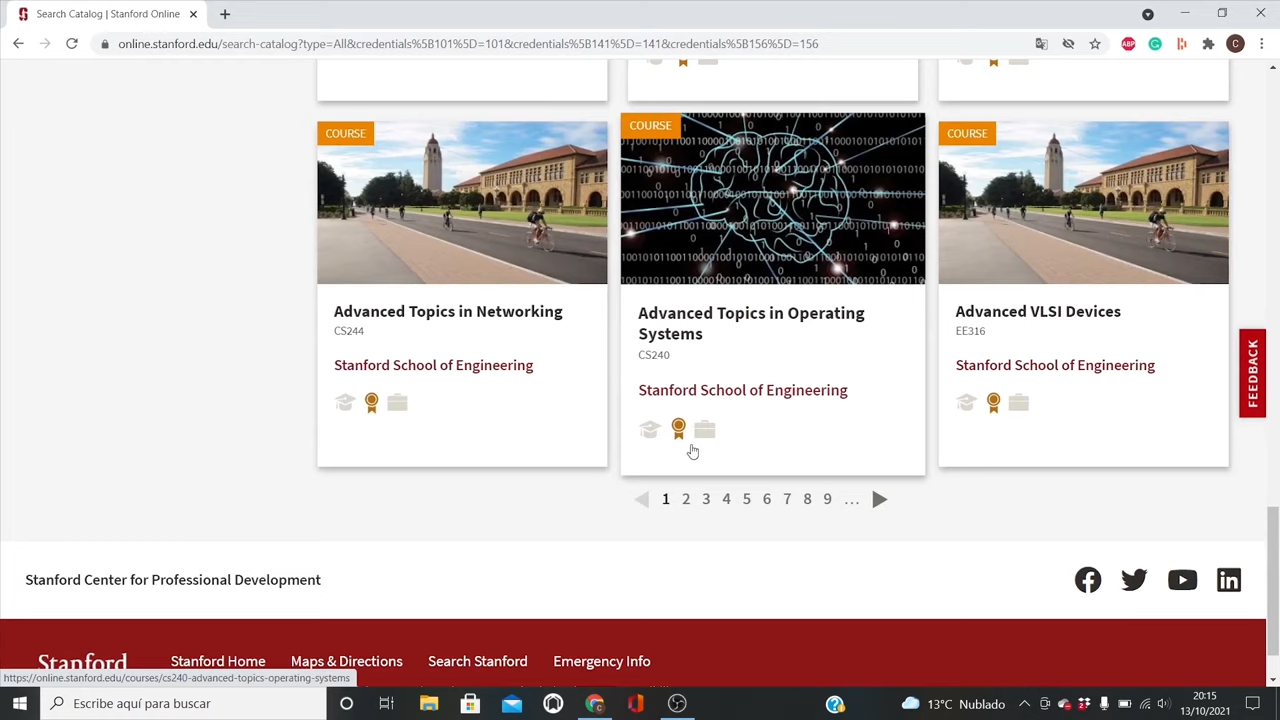 Search Catalog | Stanford Online
online.stanford.edu/search-catalog?type=All&credentials%5B101%5D=101&credentials%5B141%5D=141&credentials%5B156%5D=156
ABP
C
COURSE
COURSE
COURSE
Advanced Topics in Networking
CS244
Stanford School of Engineering
Advanced Topics in Operating
Systems
CS240
Stanford School of Engineering
Advanced VLSI Devices
EE316
Stanford School of Engineering
FEEDBACK
1 2 3 4 5 6 7 8 9 ...
Stanford Center for Professional Development
Stanford
Stanford Home Maps & Directions Search Stanford Emergency Info
https://online.stanford.edu/courses/cs240-advanced-topics-operating-systems
Escribe aquí para buscar
13°C Nublado
20:15
13/10/2021